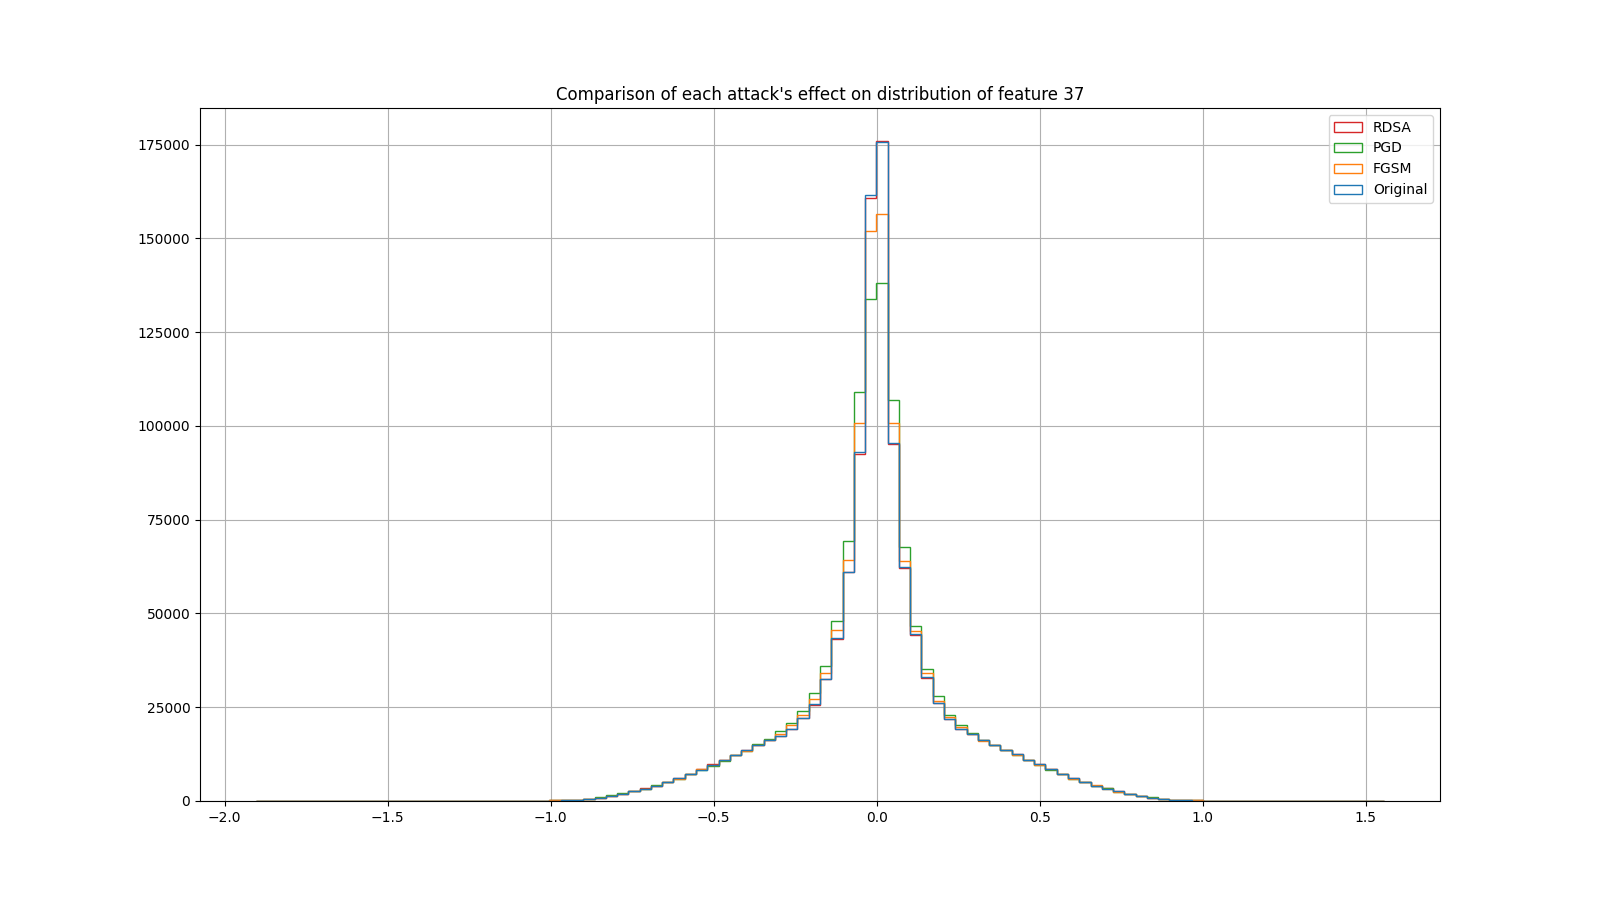 Comparison of each attack's effect on distribution of feature 37
RDSA
PGD
FGSM
Original
175000
150000
125000
100000
75000
50000
25000
0
−2.0 −1.5 −1.0 −0.5 0.0 0.5 1.0 1.5